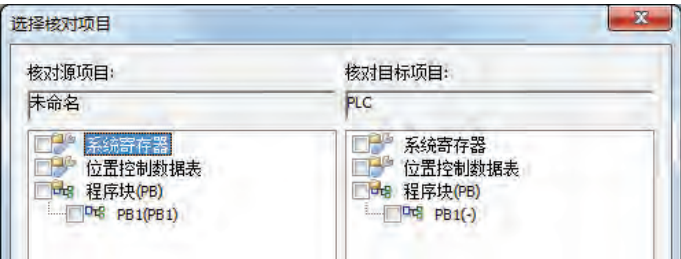 选择核对项目
核对源项目:
未命名
系统寄存器
位置控制数据表
程序块(PB)
PB1(PB1)
核对目标项目:
PLC
系统寄存器
位置控制数据表
程序块(PB)
PB1(-)